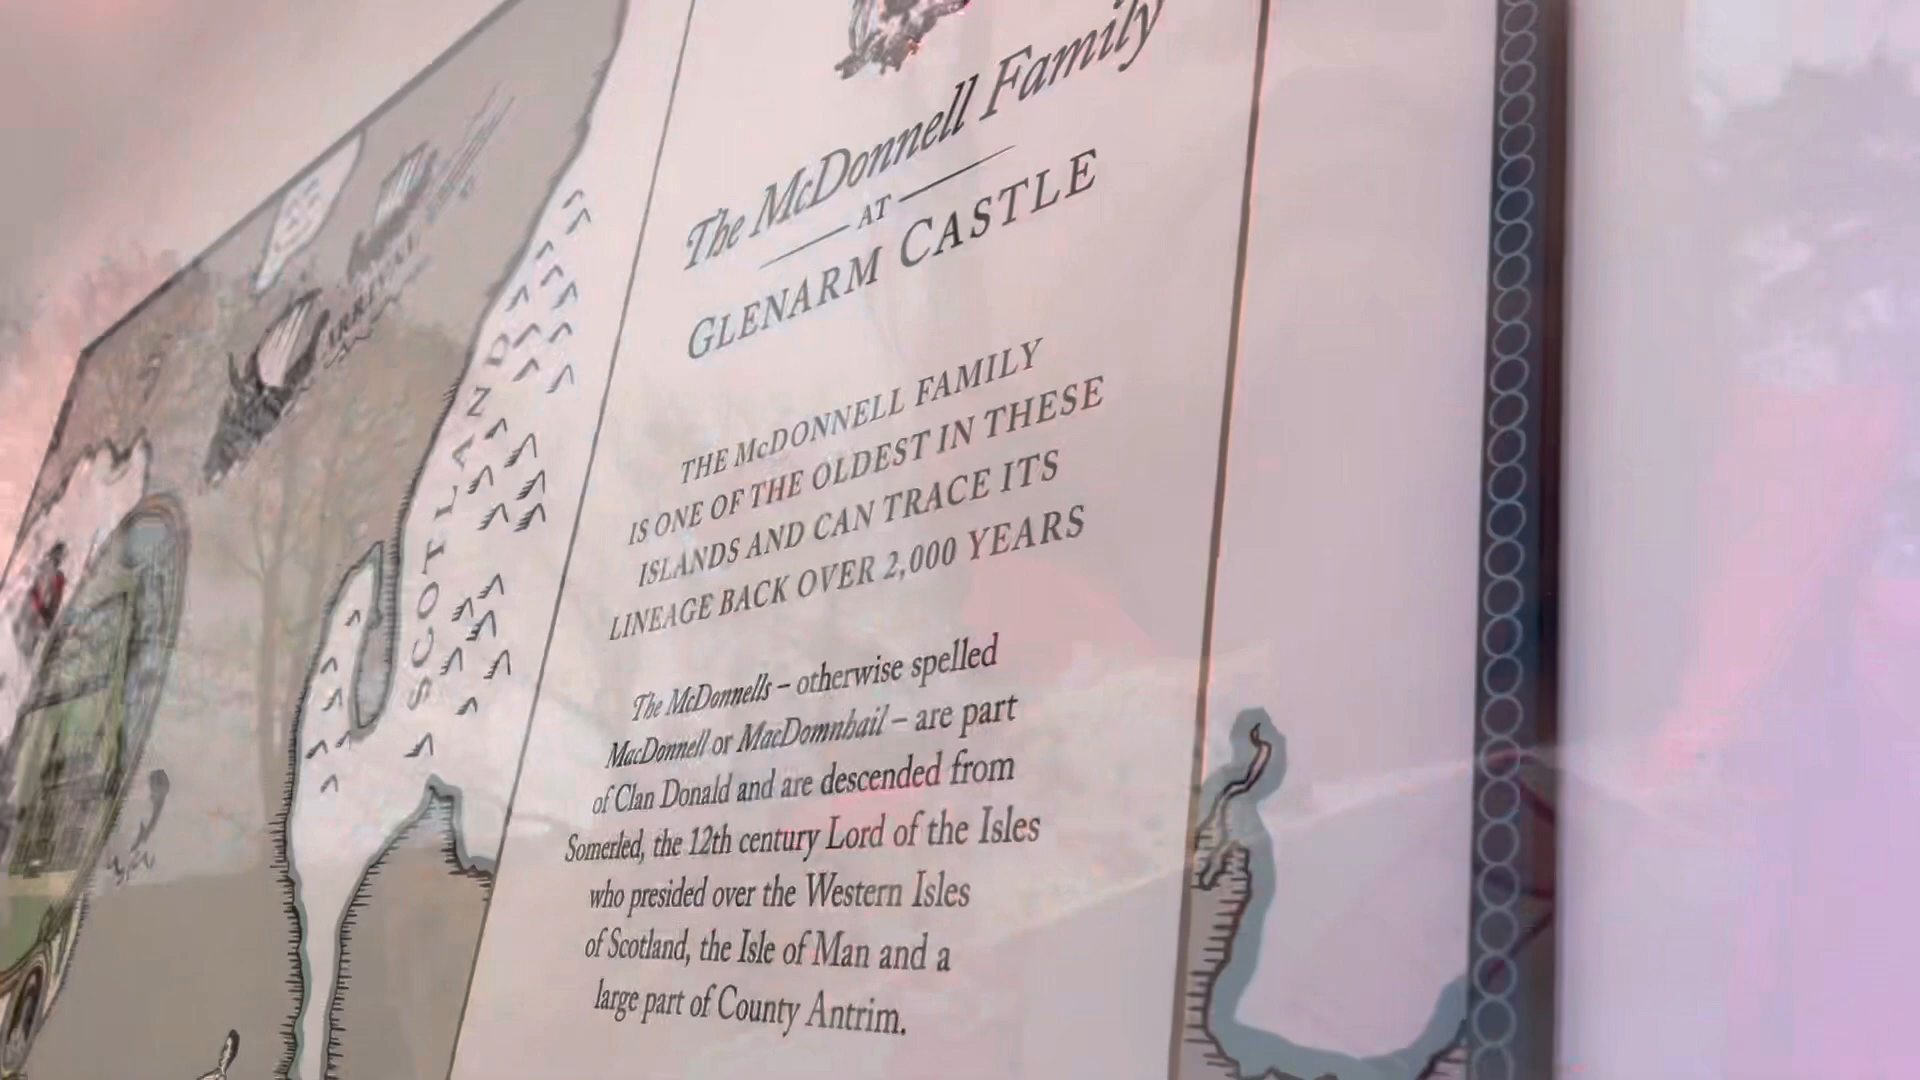 ARRIVAL
SCOTLAND
The McDonnell Family
AT
GLENARM CASTLE
THE McDONNELL FAMILY
IS ONE OF THE OLDEST IN THESE
ISLANDS AND CAN TRACE ITS
LINEAGE BACK OVER 2,000 YEARS
The McDonnells – otherwise spelled
MacDonnell or MacDomnhail – are part
of Clan Donald and are descended from
Somerled, the 12th century Lord of the Isles
who presided over the Western Isles
of Scotland, the Isle of Man and a
large part of County Antrim.